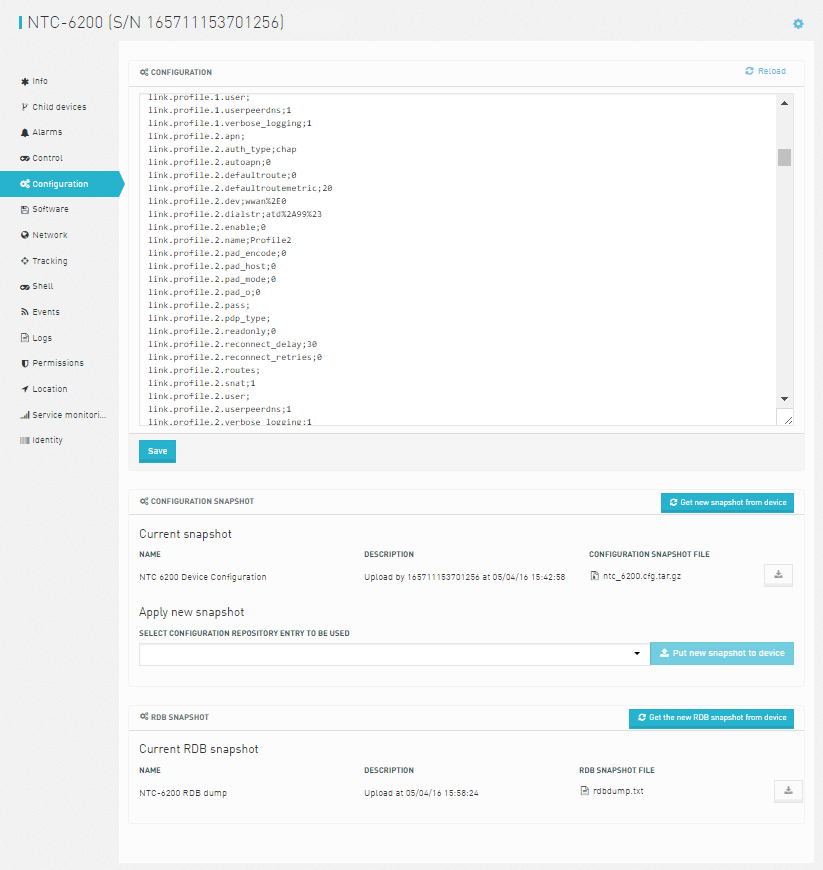 NTC-6200 (S/N 165711153701256)
Info
Child devices
Alarms
Control
Configuration
Software
Network
Tracking
Shell
Events
Logs
Permissions
Location
Service monitori...
Identity
CONFIGURATION
Reload
link.profile.1.user;
link.profile.1.userpeerdns;1
link.profile.1.verbose_logging;1
link.profile.2.apn;
link.profile.2.auth_type;chap
link.profile.2.autoapn;0
link.profile.2.defaultroute;0
link.profile.2.defaultroutemetric;20
link.profile.2.dev;wwan%2E0
link.profile.2.dialstr;atd%2A99%23
link.profile.2.enable;0
link.profile.2.name;Profile2
link.profile.2.pad_encode;0
link.profile.2.pad_host;0
link.profile.2.pad_mode;0
link.profile.2.pad_o;0
link.profile.2.pass;
link.profile.2.pdp_type;
link.profile.2.readonly;0
link.profile.2.reconnect_delay;30
link.profile.2.reconnect_retries;0
link.profile.2.routes;
link.profile.2.snat;1
link.profile.2.user;
link.profile.2.userpeerdns;1
link.profile.2.verbose_logging;1
Save
CONFIGURATION SNAPSHOT
Get new snapshot from device
Current snapshot
NAME DESCRIPTION CONFIGURATION SNAPSHOT FILE
NTC 6200 Device Configuration Upload by 165711153701256 at 05/04/16 15:42:58 ntc_6200.cfg.tar.gz
Apply new snapshot
SELECT CONFIGURATION REPOSITORY ENTRY TO BE USED
Put new snapshot to device
RDB SNAPSHOT
Get the new RDB snapshot from device
Current RDB snapshot
NAME DESCRIPTION RDB SNAPSHOT FILE
NTC-6200 RDB dump Upload at 05/04/16 15:58:24 rdbdump.txt